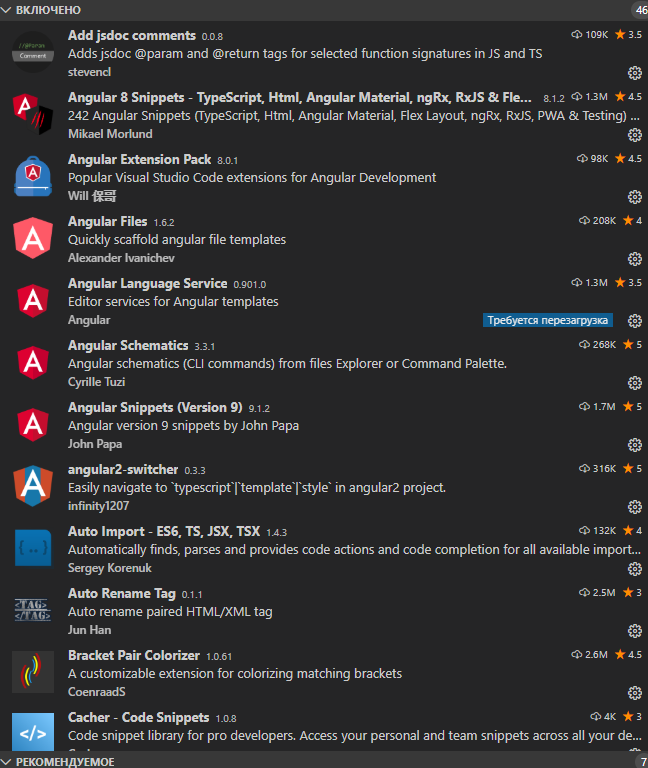 ВКЛЮЧЕНО 46
Add jsdoc comments 0.0.8 109K 3.5
Adds jsdoc @param and @return tags for selected function signatures in JS and TS
stevencl
Angular 8 Snippets - TypeScript, Html, Angular Material, ngRx, RxJS & Fle... 8.1.2 1.3M 4.5
242 Angular Snippets (TypeScript, Html, Angular Material, Flex Layout, ngRx, RxJS, PWA & Testing) ...
Mikael Morlund
Angular Extension Pack 8.0.1 98K 4.5
Popular Visual Studio Code extensions for Angular Development
Will 保哥
Angular Files 1.6.2 208K 4
Quickly scaffold angular file templates
Alexander Ivanichev
Angular Language Service 0.901.0 1.3M 3.5
Editor services for Angular templates
Angular Требуется перезагрузка
Angular Schematics 3.3.1 268K 5
Angular schematics (CLI commands) from files Explorer or Command Palette.
Cyrille Tuzi
Angular Snippets (Version 9) 9.1.2 1.7M 5
Angular version 9 snippets by John Papa
John Papa
angular2-switcher 0.3.3 316K 5
Easily navigate to `typescript`|`template`|`style` in angular2 project.
infinity1207
Auto Import - ES6, TS, JSX, TSX 1.4.3 132K 4
Automatically finds, parses and provides code actions and code completion for all available import...
Sergey Korenuk
Auto Rename Tag 0.1.1 2.5M 3
Auto rename paired HTML/XML tag
Jun Han
Bracket Pair Colorizer 1.0.61 2.6M 4.5
A customizable extension for colorizing matching brackets
CoenraadS
Cacher - Code Snippets 1.0.8 4K 3
Code snippet library for pro developers. Access your personal and team snippets across all your de...
РЕКОМЕНДУЕМОЕ 7